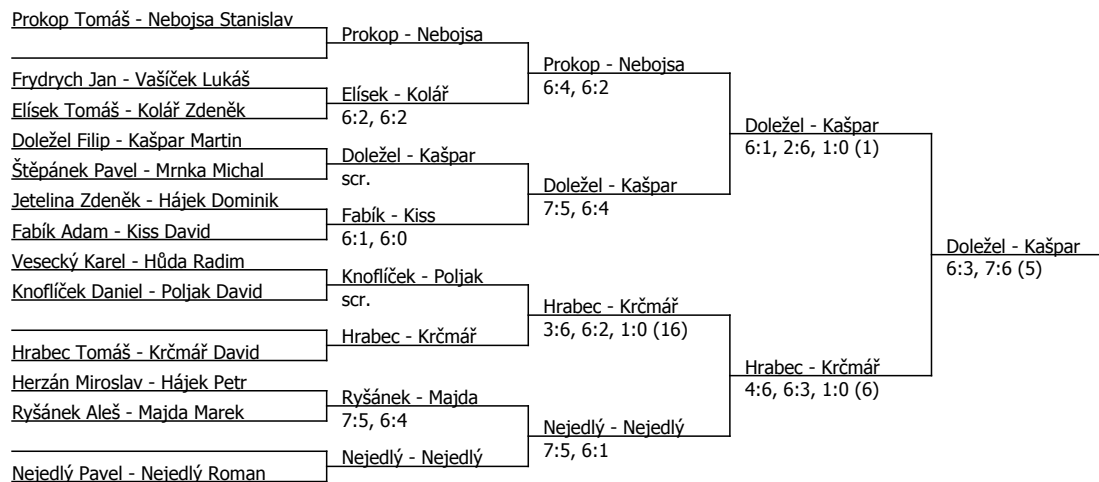 Prokop Tomáš - Nebojsa Stanislav
Frydrych Jan - Vašíček Lukáš
Elísek Tomáš - Kolář Zdeněk
Doležel Filip - Kašpar Martin
Štěpánek Pavel - Mrnka Michal
Jetelina Zdeněk - Hájek Dominik
Fabík Adam - Kiss David
Vesecký Karel - Hůda Radim
Knoflíček Daniel - Poljak David
Hrabec Tomáš - Krčmář David
Herzán Miroslav - Hájek Petr
Ryšánek Aleš - Majda Marek
Nejedlý Pavel - Nejedlý Roman
Prokop - Nebojsa
Elísek - Kolář
6:2, 6:2
Doležel - Kašpar
scr.
Fabík - Kiss
6:1, 6:0
Knoflíček - Poljak
scr.
Hrabec - Krčmář
Ryšánek - Majda
7:5, 6:4
Nejedlý - Nejedlý
Prokop - Nebojsa
6:4, 6:2
Doležel - Kašpar
7:5, 6:4
Hrabec - Krčmář
3:6, 6:2, 1:0 (16)
Nejedlý - Nejedlý
7:5, 6:1
Doležel - Kašpar
6:1, 2:6, 1:0 (1)
Hrabec - Krčmář
4:6, 6:3, 1:0 (6)
Doležel - Kašpar
6:3, 7:6 (5)